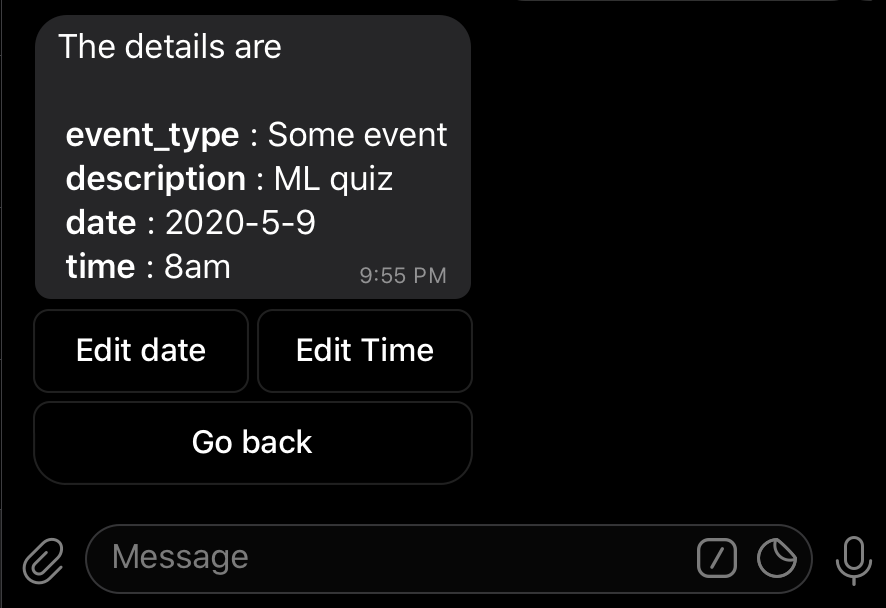 The details are
event_type : Some event
description : ML quiz
date : 2020-5-9
time : 8am
9:55 PM
Edit date
Edit Time
Go back
Message